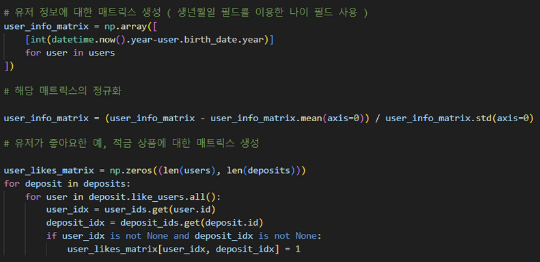 # 유저 정보에 대한 매트릭스 생성 ( 생년월일 필드를 이용한 나이 필드 사용 )
user_info_matrix = np.array([
    [int(datetime.now().year-user.birth_date.year)]
    for user in users
])
# 해당 매트릭스의 정규화
user_info_matrix = (user_info_matrix - user_info_matrix.mean(axis=0)) / user_info_matrix.std(axis=0)
# 유저가 좋아요한 예, 적금 상품에 대한 매트릭스 생성
user_likes_matrix = np.zeros((len(users), len(deposits)))
for deposit in deposits:
    for user in deposit.like_users.all():
        user_idx = user_ids.get(user.id)
        deposit_idx = deposit_ids.get(deposit.id)
        if user_idx is not None and deposit_idx is not None:
            user_likes_matrix[user_idx, deposit_idx] = 1